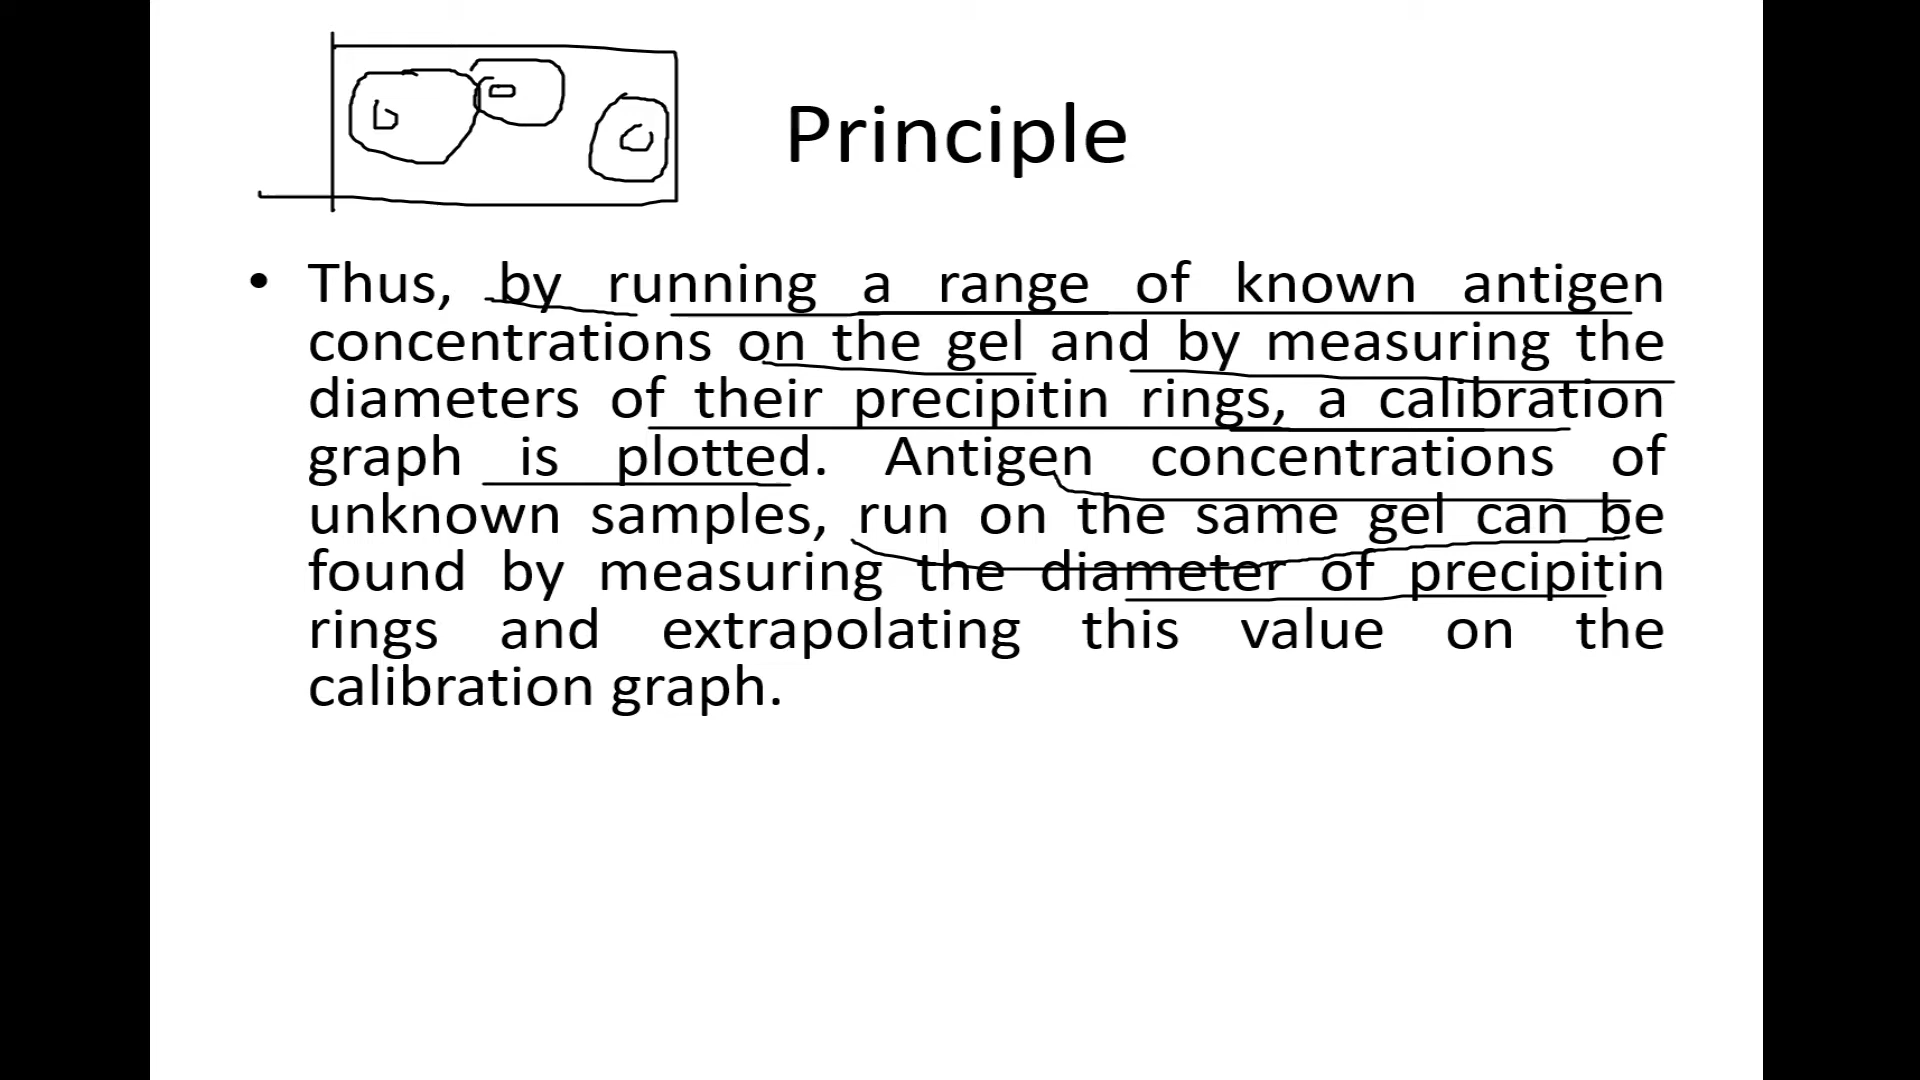 Principle
• Thus, by running a range of known antigen
concentrations on the gel and by measuring the
diameters of their precipitin rings, a calibration
graph is plotted. Antigen concentrations of
unknown samples, run on the same gel can be
found by measuring the diameter of precipitin
rings and extrapolating this value on the
calibration graph.